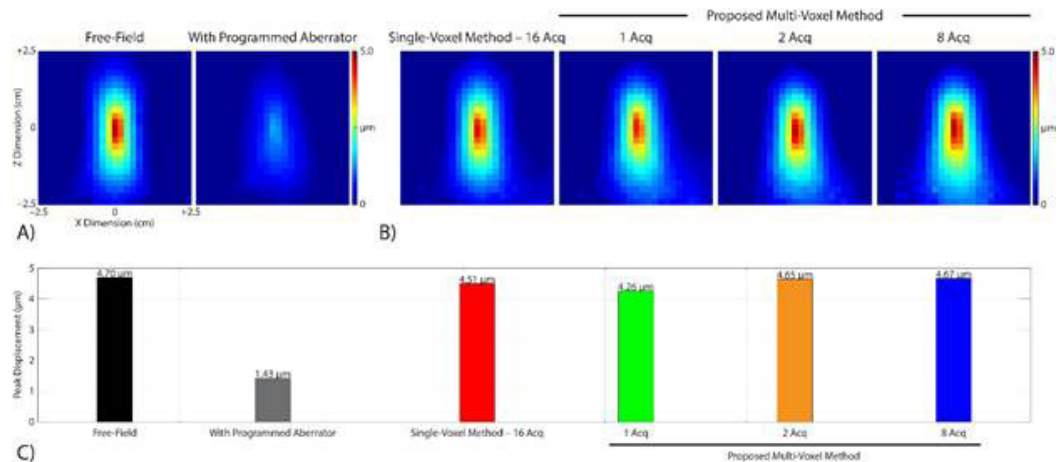 Proposed Multi-Voxel Method
Free-Field
With Programmed Aberrator
Single-Voxel Method – 16 Acq
1 Acq
2 Acq
8 Acq
+2.5
0
−2.5
Z Dimension (cm)
−2.5
0
+2.5
X Dimension (cm)
5.0
μm
0
5.0
μm
0
A)
B)
5
4
3
2
1
0
Peak Displacement (μm)
4.70 μm
1.43 μm
4.51 μm
4.26 μm
4.65 μm
4.67 μm
Free-Field
With Programmed Aberrator
Single-Voxel Method – 16 Acq
1 Acq
2 Acq
8 Acq
Proposed Multi-Voxel Method
C)